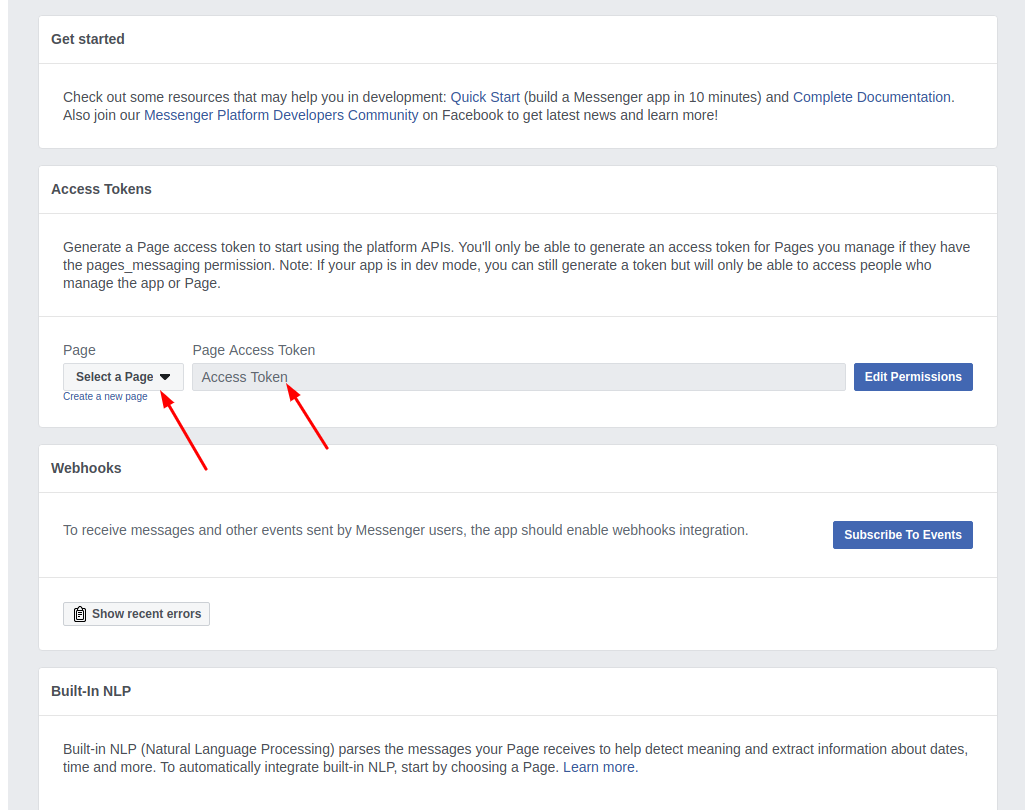 Get started
Check out some resources that may help you in development: Quick Start (build a Messenger app in 10 minutes) and Complete Documentation.
Also join our Messenger Platform Developers Community on Facebook to get latest news and learn more!
Access Tokens
Generate a Page access token to start using the platform APIs. You'll only be able to generate an access token for Pages you manage if they have
the pages_messaging permission. Note: If your app is in dev mode, you can still generate a token but will only be able to access people who
manage the app or Page.
Page Page Access Token
Select a Page Access Token Edit Permissions
Create a new page
Webhooks
To receive messages and other events sent by Messenger users, the app should enable webhooks integration. Subscribe To Events
Show recent errors
Built-In NLP
Built-in NLP (Natural Language Processing) parses the messages your Page receives to help detect meaning and extract information about dates,
time and more. To automatically integrate built-in NLP, start by choosing a Page. Learn more.